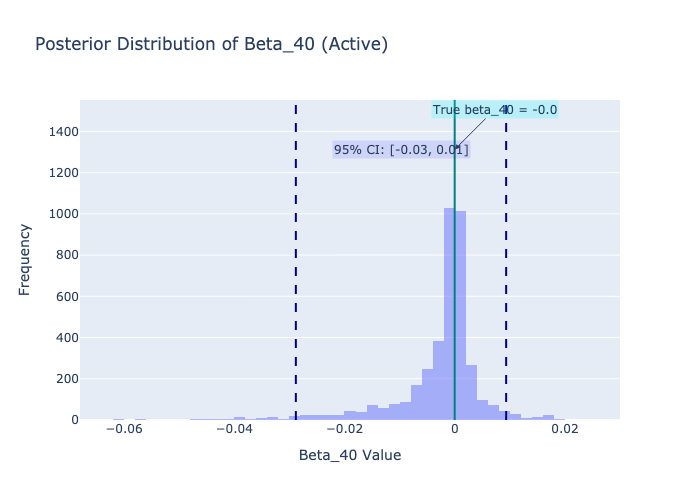 Posterior Distribution of Beta_40 (Active)
True beta_40 = -0.0
95% CI: [-0.03, 0.01]
1400
1200
1000
800
600
400
200
0
Frequency
−0.06
−0.04
−0.02
0
0.02
Beta_40 Value